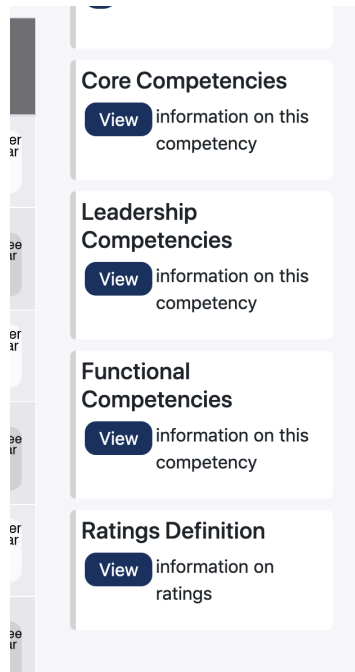 Core Competencies
View information on this
competency
Leadership
Competencies
View information on this
competency
Functional
Competencies
View information on this
competency
Ratings Definition
View information on
ratings